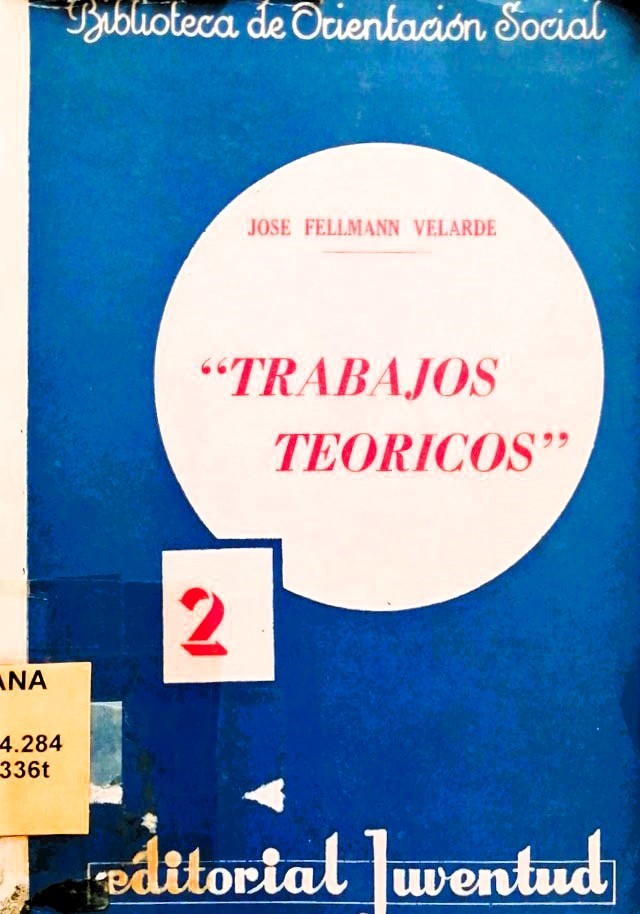 Biblioteca de Orientación Social
JOSE FELLMANN VELARDE
“TRABAJOS
TEORICOS”
2
ANA
4.284
336t
editorial Juventud